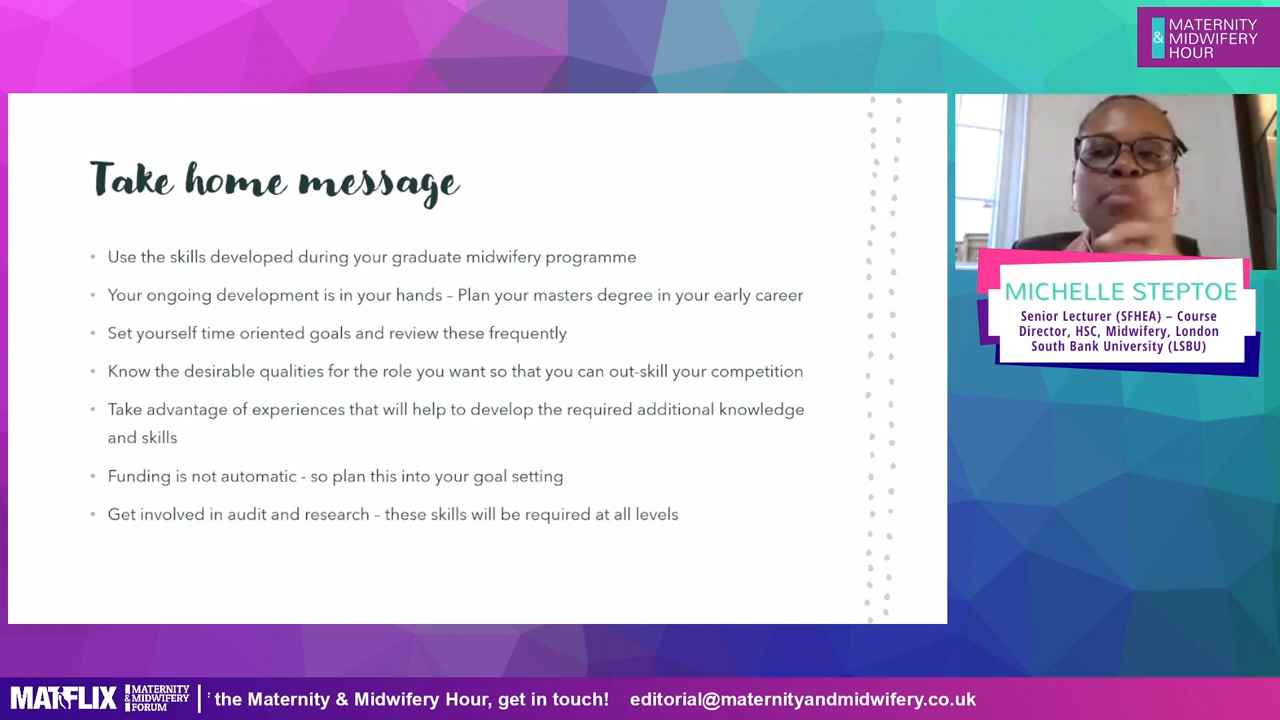 & MATERNITY
MIDWIFERY
HOUR
Take home message
• Use the skills developed during your graduate midwifery programme
• Your ongoing development is in your hands – Plan your masters degree in your early career
• Set yourself time oriented goals and review these frequently
• Know the desirable qualities for the role you want so that you can out-skill your competition
• Take advantage of experiences that will help to develop the required additional knowledge
and skills
• Funding is not automatic - so plan this into your goal setting
• Get involved in audit and research – these skills will be required at all levels
MICHELLE STEPTOE
Senior Lecturer (SFHEA) – Course
Director, HSC, Midwifery, London
South Bank University (LSBU)
MATFLIX
MATERNITY
& MIDWIFERY
FORUM
the Maternity & Midwifery Hour, get in touch! editorial@maternityandmidwifery.co.uk